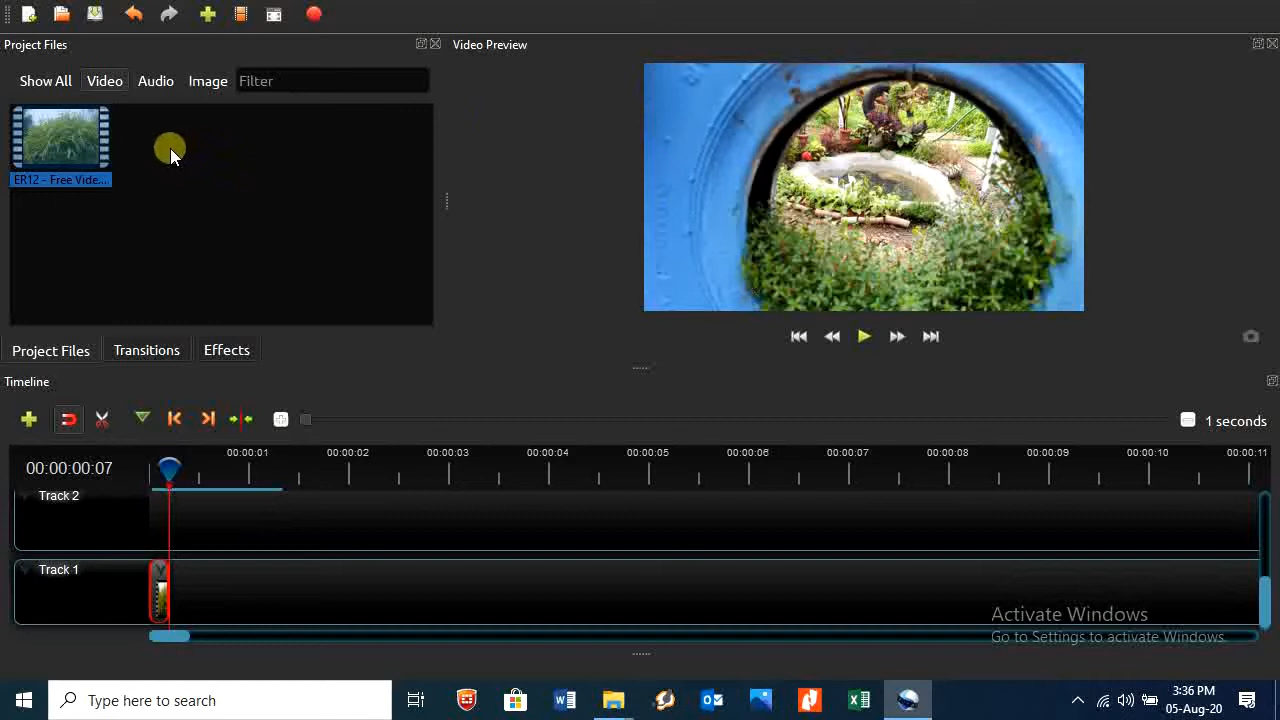 Project Files
Video Preview
Show All Video Audio Image Filter
ER12 - Free Vide....
Project Files Transitions Effects
Timeline
1 seconds
00:00:00:07
00:00:01 00:00:02 00:00:03 00:00:04 00:00:05 00:00:06 00:00:07 00:00:08 00:00:09 00:00:10 00:00:11
Track 2
Track 1
Activate Windows
Go to Settings to activate Windows.
Type here to search
3:36 PM
05-Aug-20